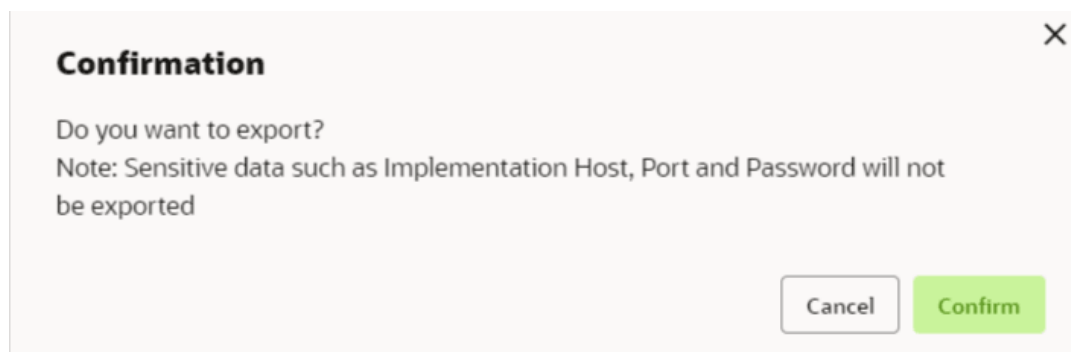 Confirmation
Do you want to export?
Note: Sensitive data such as Implementation Host, Port and Password will not
be exported
Cancel
Confirm